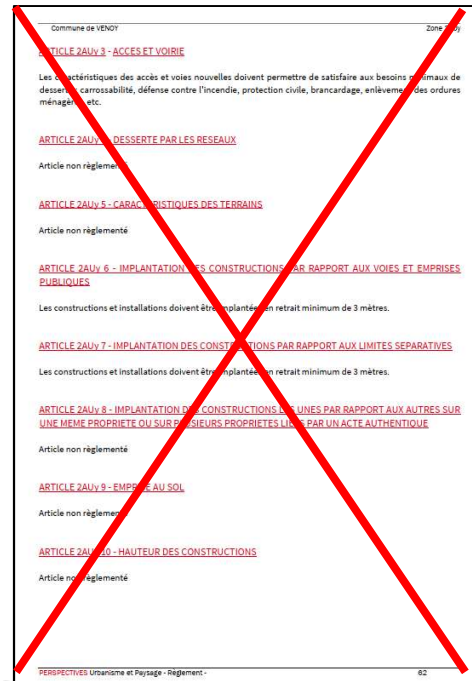 Commune de VENOY Zone 2AUy
ARTICLE 2AUy 3 - ACCES ET VOIRIE
Les caractéristiques des accès et voies nouvelles doivent permettre de satisfaire aux besoins minimaux de
desserte, carrossabilité, défense contre l'incendie, protection civile, brancardage, enlèvement des ordures
ménagères, etc.
ARTICLE 2AUy 4 - DESSERTE PAR LES RESEAUX
Article non règlementé
ARTICLE 2AUy 5 - CARACTERISTIQUES DES TERRAINS
Article non règlementé
ARTICLE 2AUy 6 - IMPLANTATION DES CONSTRUCTIONS PAR RAPPORT AUX VOIES ET EMPRISES
PUBLIQUES
Les constructions et installations doivent être implantées en retrait minimum de 3 mètres.
ARTICLE 2AUy 7 - IMPLANTATION DES CONSTRUCTIONS PAR RAPPORT AUX LIMITES SEPARATIVES
Les constructions et installations doivent être implantées en retrait minimum de 3 mètres.
ARTICLE 2AUy 8 - IMPLANTATION DES CONSTRUCTIONS LES UNES PAR RAPPORT AUX AUTRES SUR
UNE MEME PROPRIETE OU SUR PLUSIEURS PROPRIETES LIEES PAR UN ACTE AUTHENTIQUE
Article non règlementé
ARTICLE 2AUy 9 - EMPRISE AU SOL
Article non règlementé
ARTICLE 2AUy 10 - HAUTEUR DES CONSTRUCTIONS
Article non règlementé
PERSPECTIVES Urbanisme et Paysage - Règlement - 62